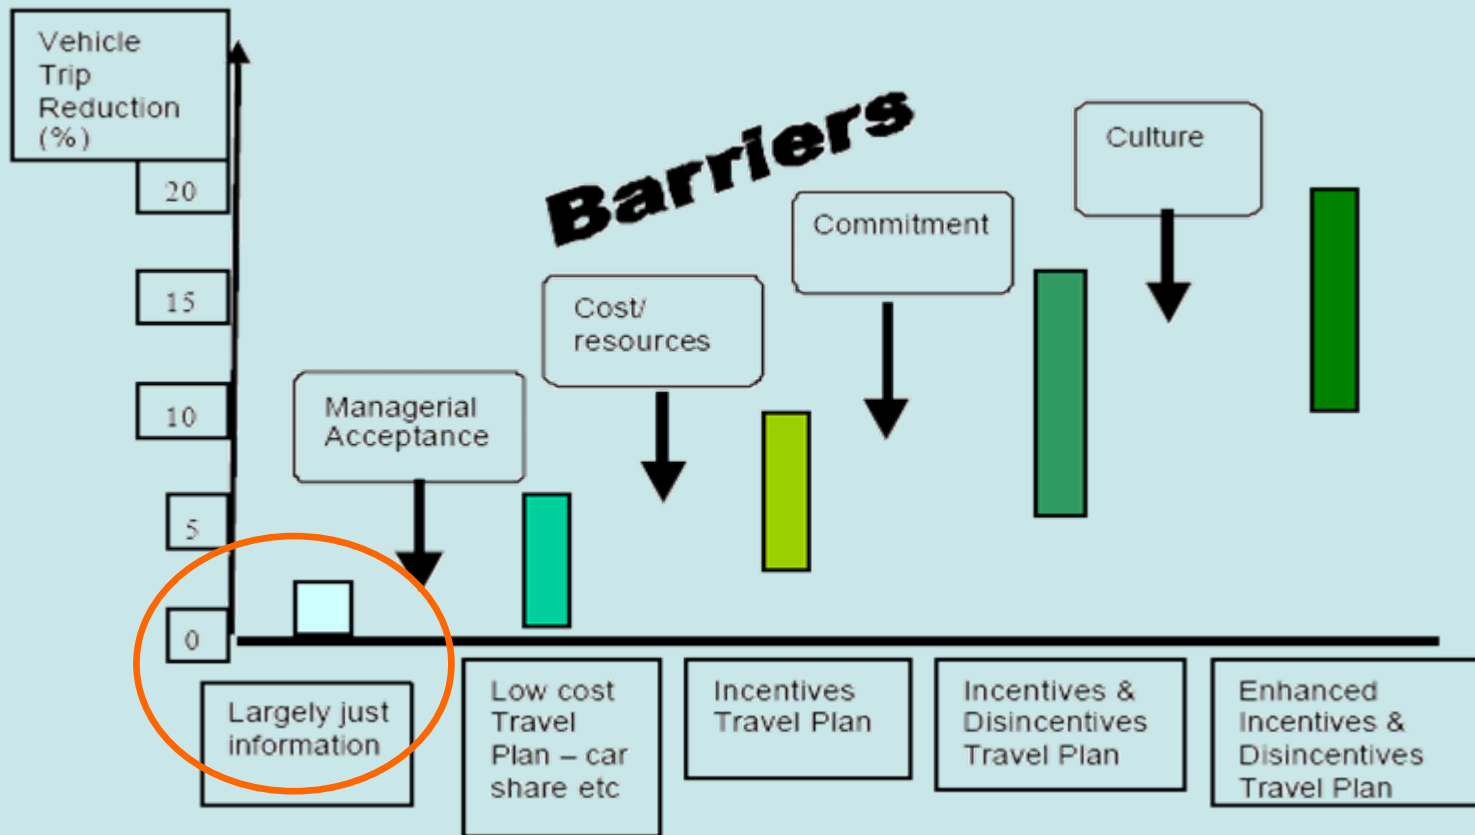 Vehicle
Trip
Reduction
(%)
20
15
10
5
0
Barriers
Managerial
Acceptance
Cost/
resources
Commitment
Culture
Largely just
information
Low cost
Travel
Plan – car
share etc
Incentives
Travel Plan
Incentives &
Disincentives
Travel Plan
Enhanced
Incentives &
Disincentives
Travel Plan